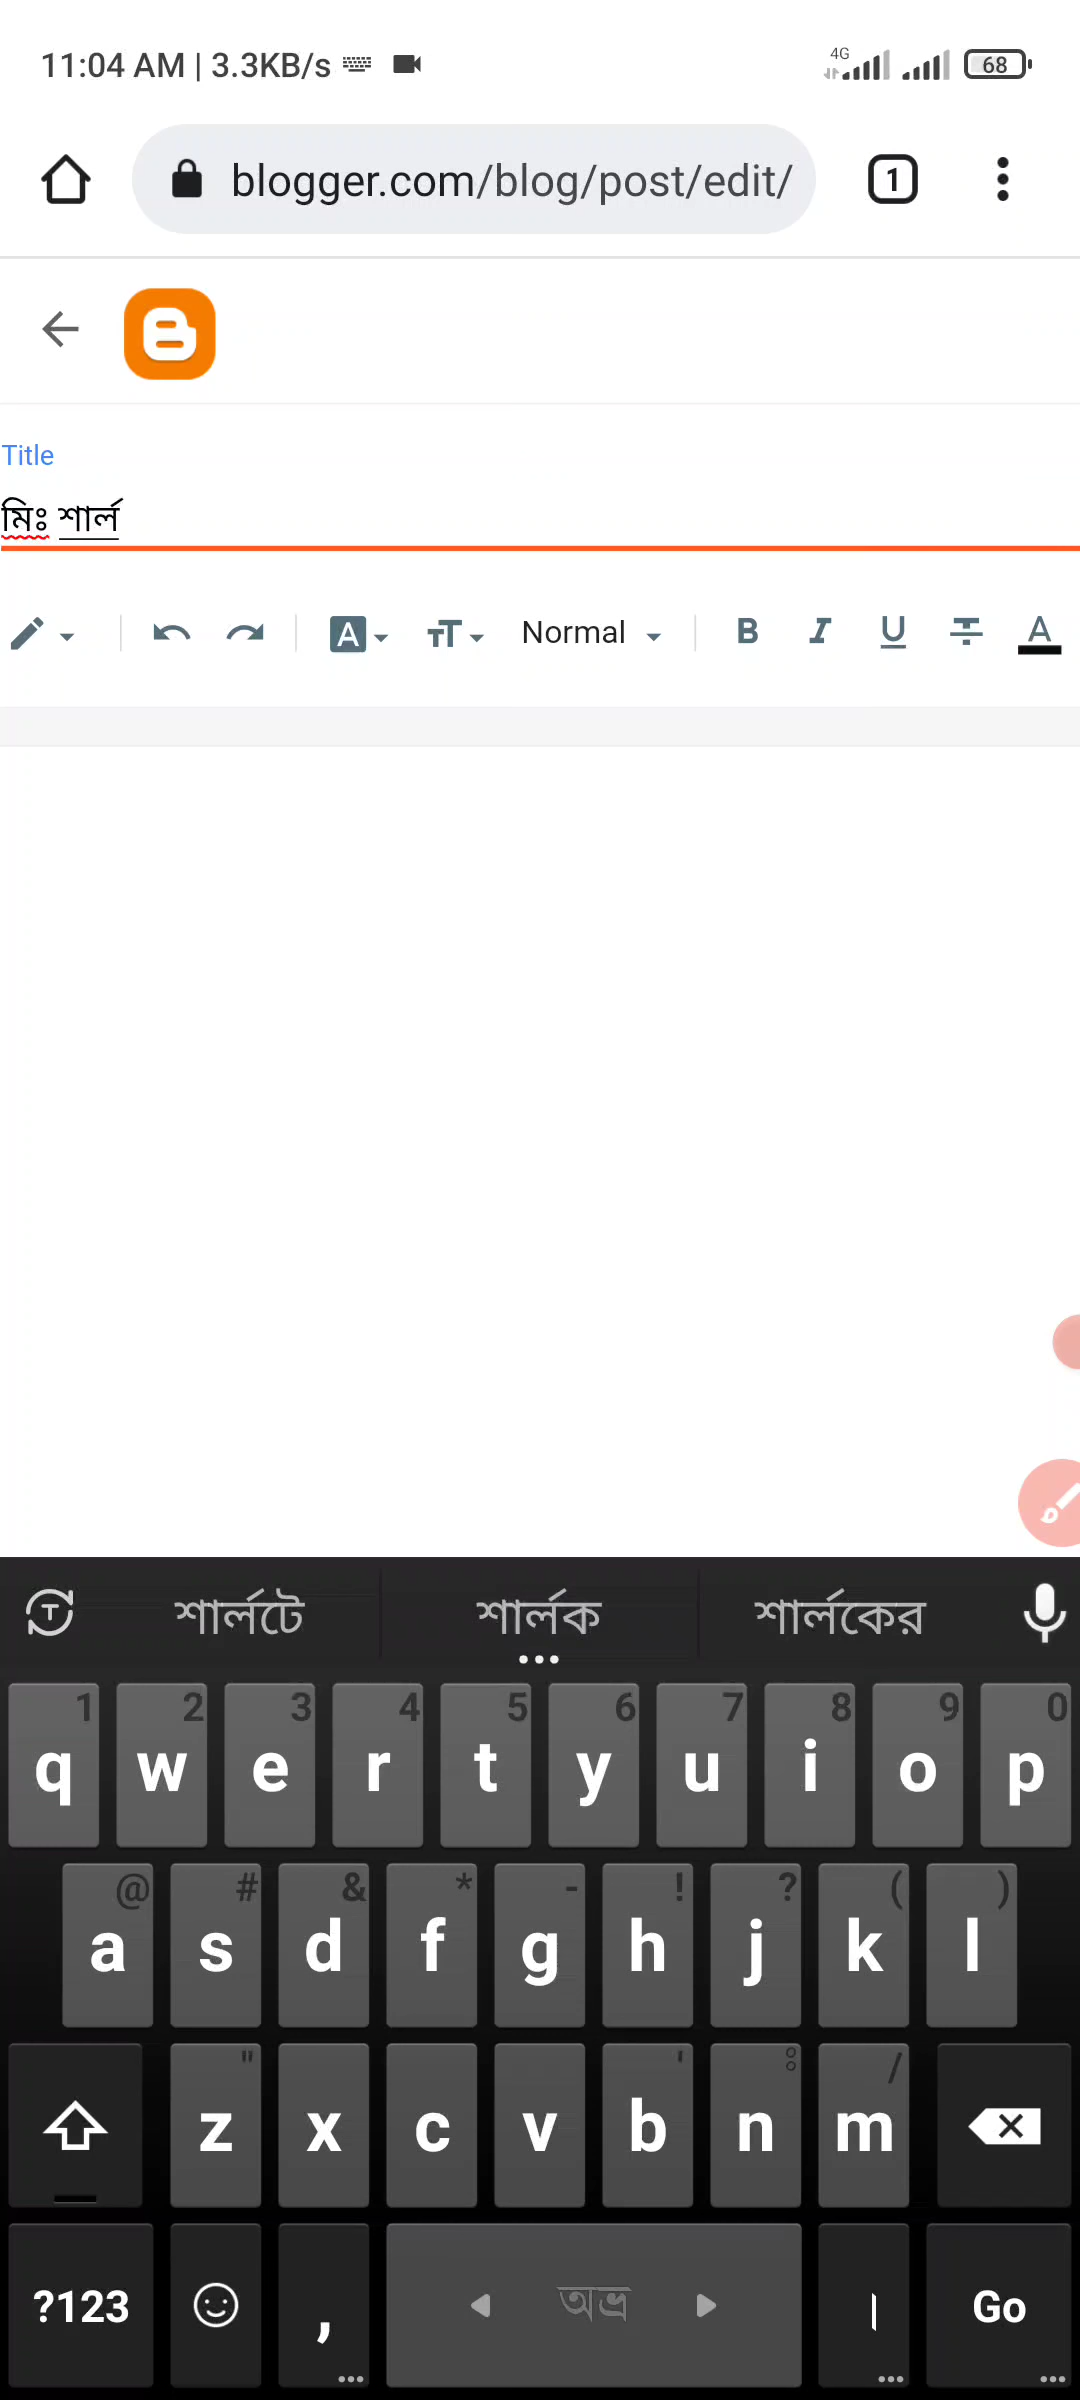 11:04 AM | 3.3KB/s 4G 68
blogger.com/blog/post/edit/ 1
Title
মিঃ শার্ল
A TT Normal B I U T A
শার্লটে শার্লক শার্লকের
1 2 3 4 5 6 7 8 9 0
q w e r t y u i o p
@ # & * - ! ? ( )
a s d f g h j k l
" ' : /
z x c v b n m
?123 , অভ্র | Go